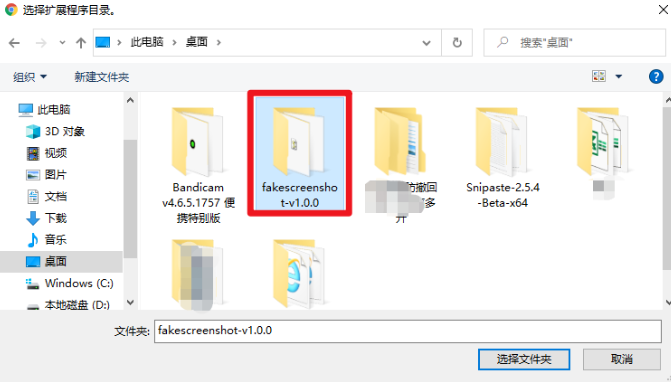 选择扩展程序目录。
此电脑 > 桌面 >
搜索"桌面"
组织 新建文件夹
此电脑
3D 对象
视频
图片
文档
下载
音乐
桌面
Windows (C:)
本地磁盘 (D:)
Bandicam
v4.6.5.1757 便
携特别版
fakescreensho
t-v1.0.0
防撤回
多
开
Snipaste-2.5.4
-Beta-x64
文件夹: fakescreenshot-v1.0.0
选择文件夹 取消